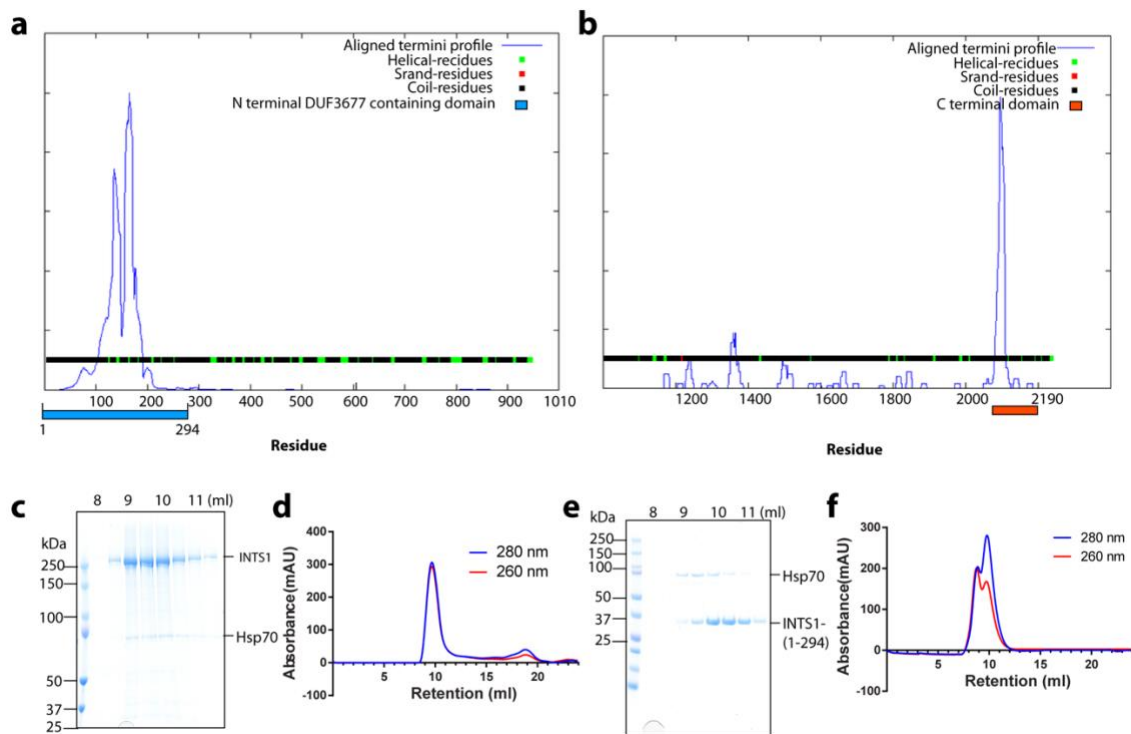 a
Aligned termini profile
Helical-recidues
Srand-residues
Coil-residues
N terminal DUF3677 containing domain
100 200 300 400 500 600 700 800 900 1010
1 294
Residue
b
Aligned termini profile
Helical-recidues
Srand-residues
Coil-residues
C terminal domain
1200 1400 1600 1800 2000 2190
Residue
c
8 9 10 11 (ml)
kDa
250
150
100
50
37
25
INTS1
Hsp70
d
400
300
200
100
0
-100
Absorbance(mAU)
280 nm
260 nm
5 10 15 20
Retention (ml)
e
8 9 10 11 (ml)
kDa
250
150
100
50
37
25
Hsp70
INTS1-
(1-294)
f
300
200
100
0
-100
Absorbance(mAU)
280 nm
260 nm
5 10 15 20
Retention (ml)